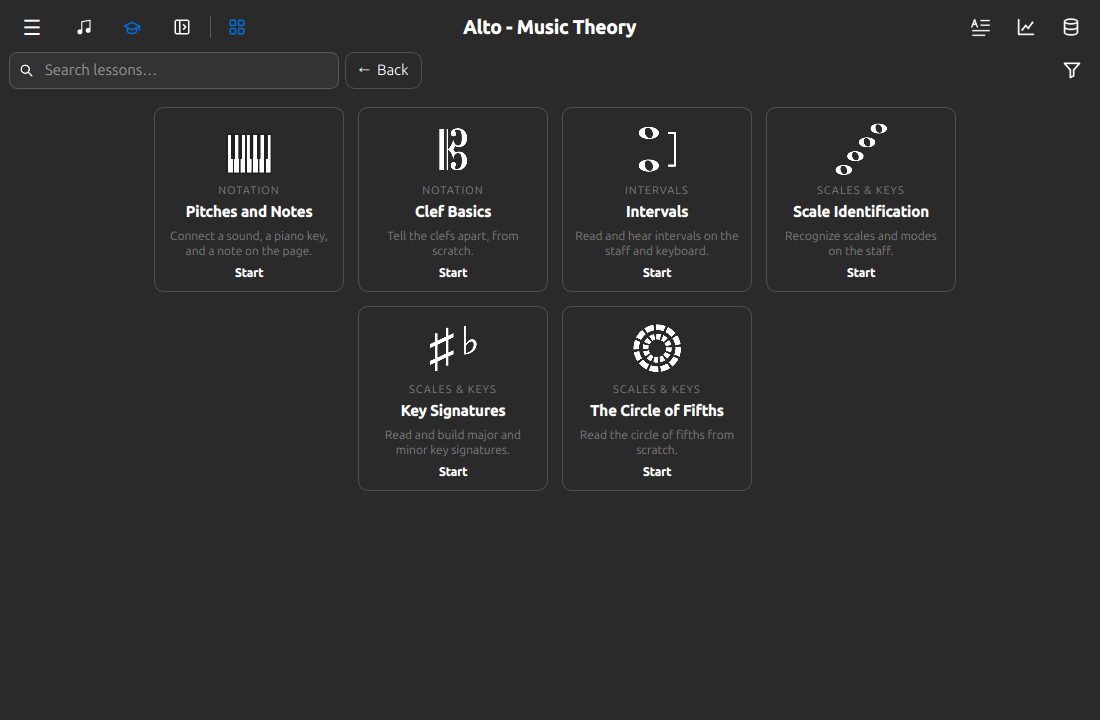 Alto - Music Theory
Search lessons…
← Back
NOTATION
Pitches and Notes
Connect a sound, a piano key,
and a note on the page.
Start
NOTATION
Clef Basics
Tell the clefs apart, from
scratch.
Start
INTERVALS
Intervals
Read and hear intervals on the
staff and keyboard.
Start
SCALES & KEYS
Scale Identification
Recognize scales and modes
on the staff.
Start
SCALES & KEYS
Key Signatures
Read and build major and
minor key signatures.
Start
SCALES & KEYS
The Circle of Fifths
Read the circle of fifths from
scratch.
Start